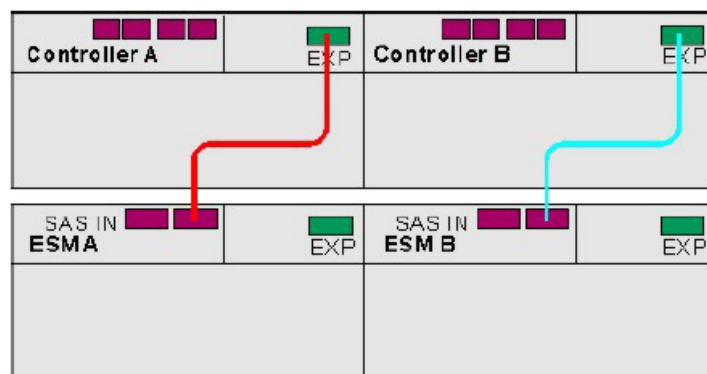 Controller A
EXP
Controller B
EXP
SAS IN
ESM A
EXP
SAS IN
ESM B
EXP